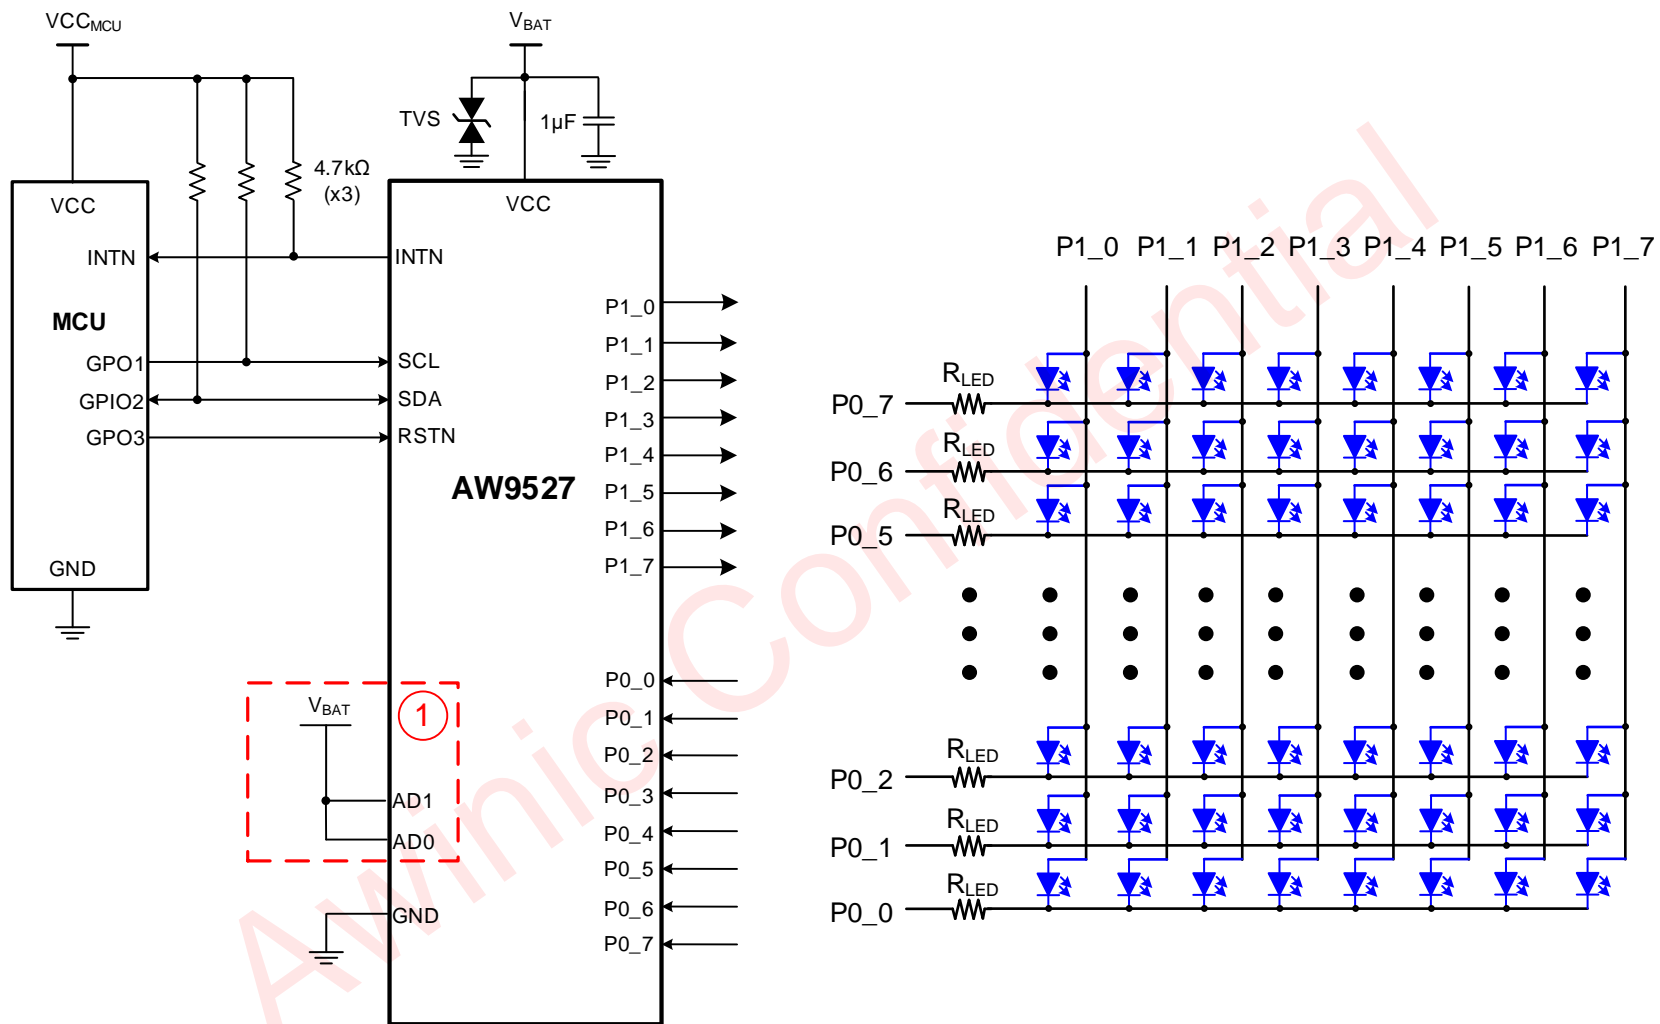 VCCMCU
VBAT
TVS
1µF
4.7kΩ
(x3)
VCC
VCC
INTN
INTN
MCU
GPO1
SCL
GPIO2
SDA
GPO3
RSTN
AW9527
GND
P1_0
P1_1
P1_2
P1_3
P1_4
P1_5
P1_6
P1_7
VBAT
1
AD1
AD0
GND
P0_0
P0_1
P0_2
P0_3
P0_4
P0_5
P0_6
P0_7
P1_0 P1_1 P1_2 P1_3 P1_4 P1_5 P1_6 P1_7
RLED
P0_7
RLED
P0_6
RLED
P0_5
RLED
P0_2
RLED
P0_1
RLED
P0_0
Awinic Confidential